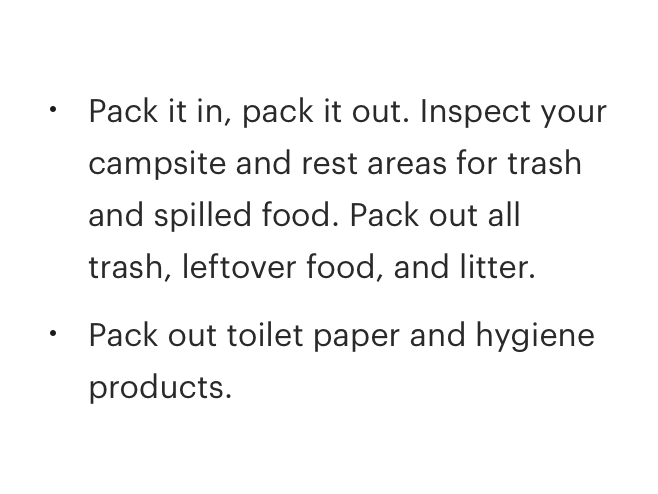 • Pack it in, pack it out. Inspect your
campsite and rest areas for trash
and spilled food. Pack out all
trash, leftover food, and litter.
• Pack out toilet paper and hygiene
products.